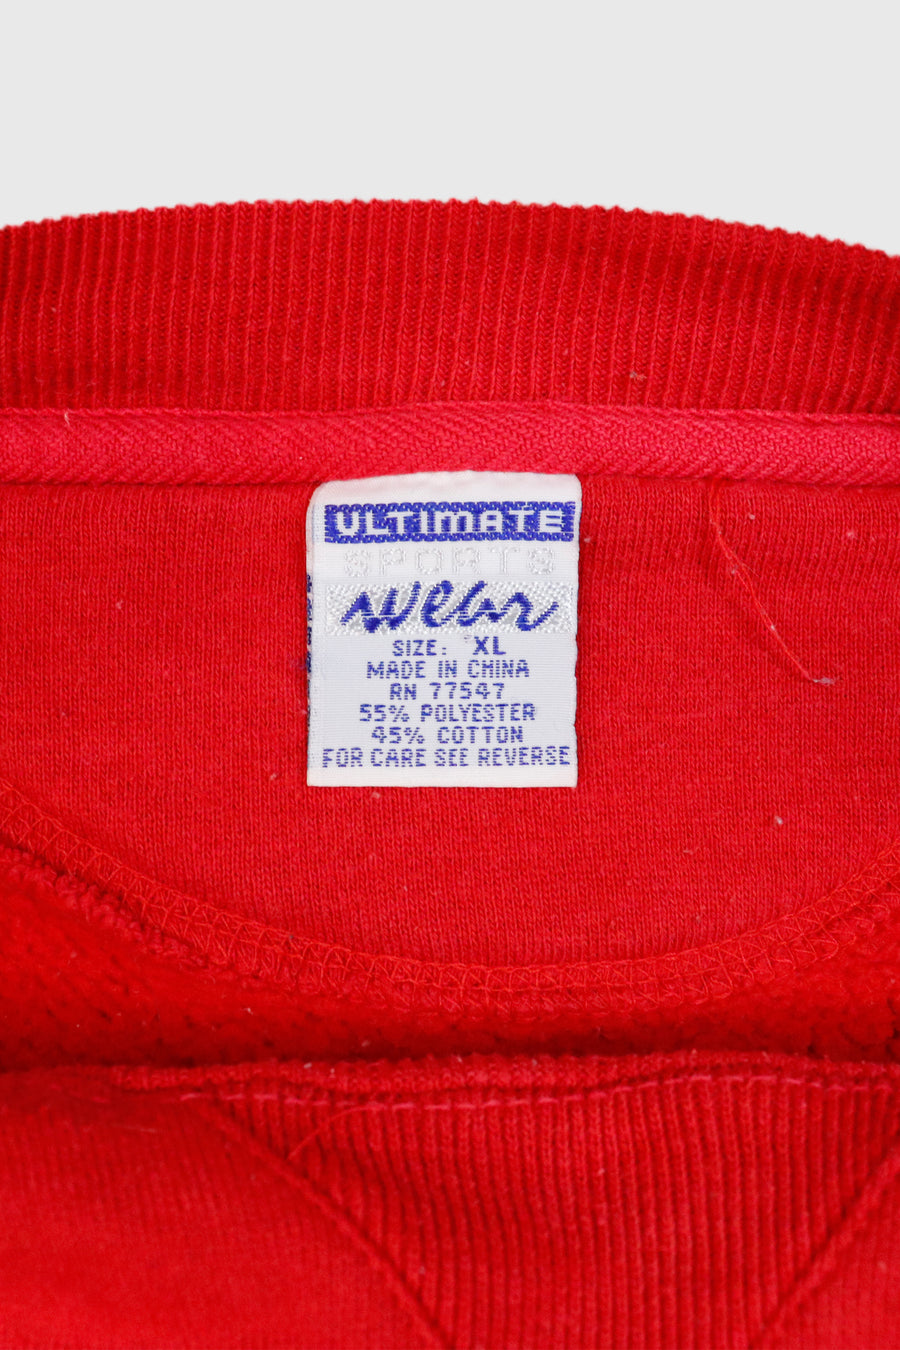 ULTIMATE
SPORTS
wear
SIZE: XL
MADE IN CHINA
RN 77547
55% POLYESTER
45% COTTON
FOR CARE SEE REVERSE